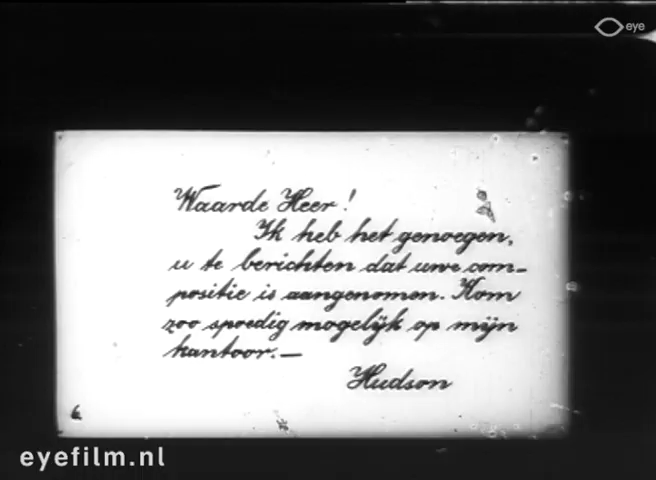 eye
Waarde Heer!
Ik heb het genoegen,
u te berichten dat uwe com-
positie is aangenomen. Kom
zoo spoedig mogelijk op mijn
kantoor.—
Hudson
6
eyefilm.nl